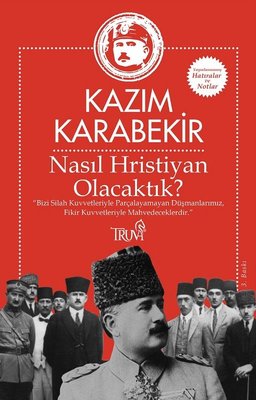 Yayınlanmamış
Hatıralar
ve
Notlar
KAZIM
KARABEKİR
Nasıl Hristiyan
Olacaktık?
“Bizi Silah Kuvvetleriyle Parçalayamayan Düşmanlarımız,
Fikir Kuvvetleriyle Mahvedeceklerdir.”
TRUVA
3. Baskı